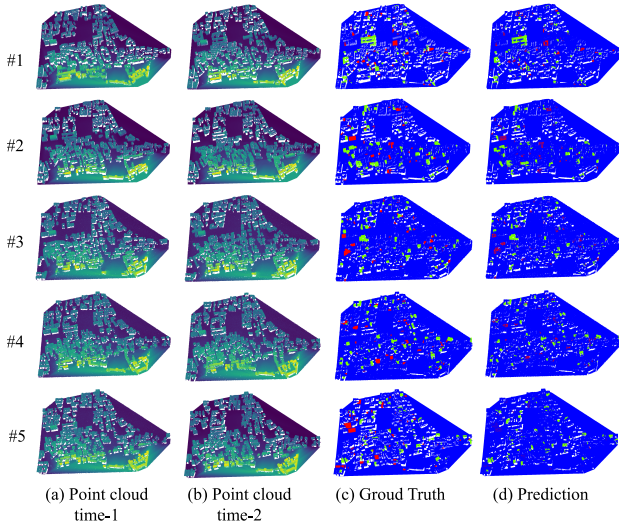 #1
#2
#3
#4
#5
(a) Point cloud
time-1
(b) Point cloud
time-2
(c) Groud Truth
(d) Prediction